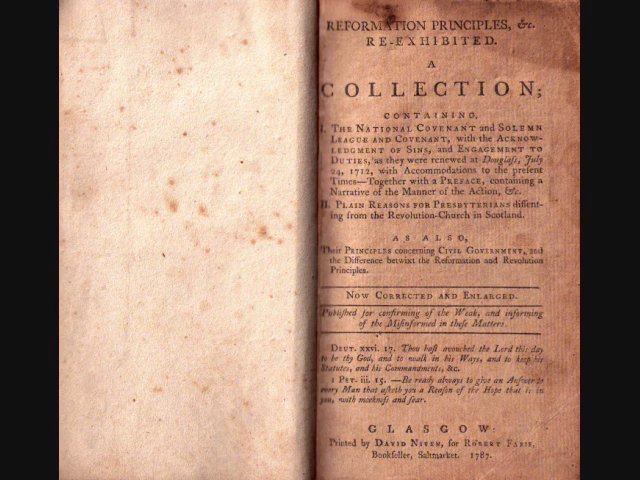 REFORMATION PRINCIPLES, &c.
RE-EXHIBITED.
A
COLLECTION;
CONTAINING,
I. THE NATIONAL COVENANT and SOLEMN
LEAGUE AND COVENANT, with the ACKNOW-
LEDGMENT OF SINS, and ENGAGEMENT TO
DUTIES, as they were renewed at Douglaſs, July
24, 1712, with Accommodations to the preſent
Times—Together with a PREFACE, containing a
Narrative of the Manner of the Action, &c.
II. PLAIN REASONS FOR PRESBYTERIANS diſſent-
ing from the Revolution-Church in Scotland.
AS ALSO,
Their PRINCIPLES concerning CIVIL GOVERNMENT, and
the Difference betwixt the Reformation and Revolution
Principles.
NOW CORRECTED AND ENLARGED.
Publiſhed for confirming of the Weak, and informing
of the Miſinformed in theſe Matters.
DEUT. xxvi. 17. Thou haſt avouched the Lord this day
to be thy God, and to walk in his Ways, and to keep his
Statutes, and his Commandments, &c.
1 PET. iii. 15. —Be ready always to give an Anſwer to
every Man that aſketh you a Reaſon of the Hope that is in
you, with meekneſs and fear.
GLASGOW:
Printed by DAVID NIVEN, for ROBERT FARIE,
Bookſeller, Saltmarket. 1787.